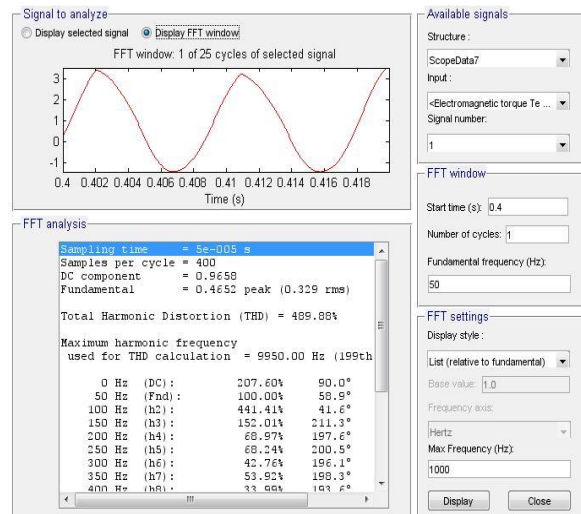 Signal to analyze
Display selected signal Display FFT window
FFT window: 1 of 25 cycles of selected signal
3
2
1
0
-1
0.4 0.402 0.404 0.406 0.408 0.41 0.412 0.414 0.416 0.418
Time (s)
FFT analysis
Sampling time = 5e-005 s
Samples per cycle = 400
DC component = 0.9658
Fundamental = 0.4652 peak (0.329 rms)
Total Harmonic Distortion (THD) = 489.88%
Maximum harmonic frequency
used for THD calculation = 9950.00 Hz (199th
0 Hz (DC): 207.60% 90.0°
50 Hz (Fnd): 100.00% 58.9°
100 Hz (h2): 441.41% 41.6°
150 Hz (h3): 152.01% 211.3°
200 Hz (h4): 68.97% 197.6°
250 Hz (h5): 68.24% 200.5°
300 Hz (h6): 42.76% 196.1°
350 Hz (h7): 53.92% 198.3°
400 Hz (h8): 33.99% 193.6°
Available signals
Structure :
ScopeData7
Input :
<Electromagnetic torque Te ...
Signal number:
1
FFT window
Start time (s): 0.4
Number of cycles: 1
Fundamental frequency (Hz):
50
FFT settings
Display style :
List (relative to fundamental)
Base value: 1.0
Frequency axis:
Hertz
Max Frequency (Hz):
1000
Display Close